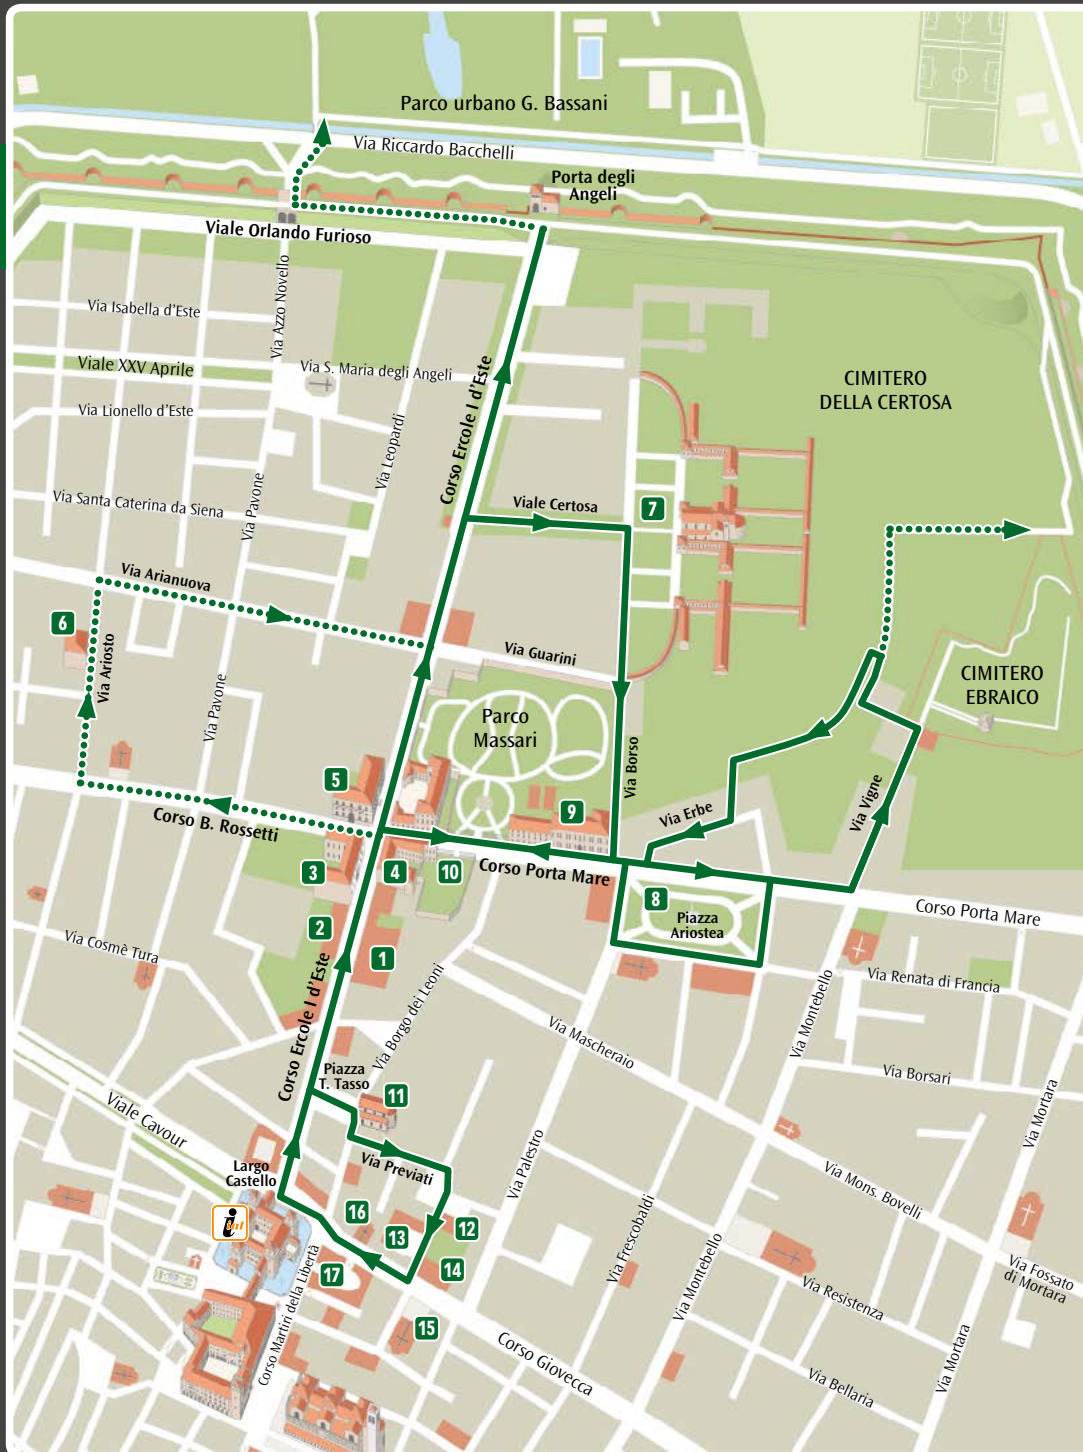 Parco urbano G. Bassani
Via Riccardo Bacchelli
Porta degli
Angeli
Viale Orlando Furioso
Via Azzo Novello
Via Isabella d'Este
Viale XXV Aprile
Via S. Maria degli Angeli
Via Lionello d'Este
Via Leopardi
Corso Ercole I d'Este
CIMITERO
DELLA CERTOSA
Via Santa Caterina da Siena
Via Pavone
Viale Certosa
7
Via Arianuova
6
Via Ariosto
Via Guarini
CIMITERO
EBRAICO
Via Pavone
Parco
Massari
Via Borso
5
9
Via Erbe
Via Vigne
Corso B. Rossetti
3
4
10
Corso Porta Mare
8
Piazza
Ariostea
Corso Porta Mare
2
1
Via Cosmè Tura
Corso Ercole I d'Este
Via Borgo dei Leoni
Via Renata di Francia
Via Montebello
Via Mascheraio
Via Borsari
Piazza
T. Tasso
11
Viale Cavour
Via Mortara
Via Previati
Via Palestro
Largo
Castello
Via Mons. Bovelli
i
16
13
12
14
17
Via Frescobaldi
Via Montebello
Via Fossato
di Mortara
Via Resistenza
Corso Martiri della Libertà
15
Corso Giovecca
Via Mortara
Via Bellaria